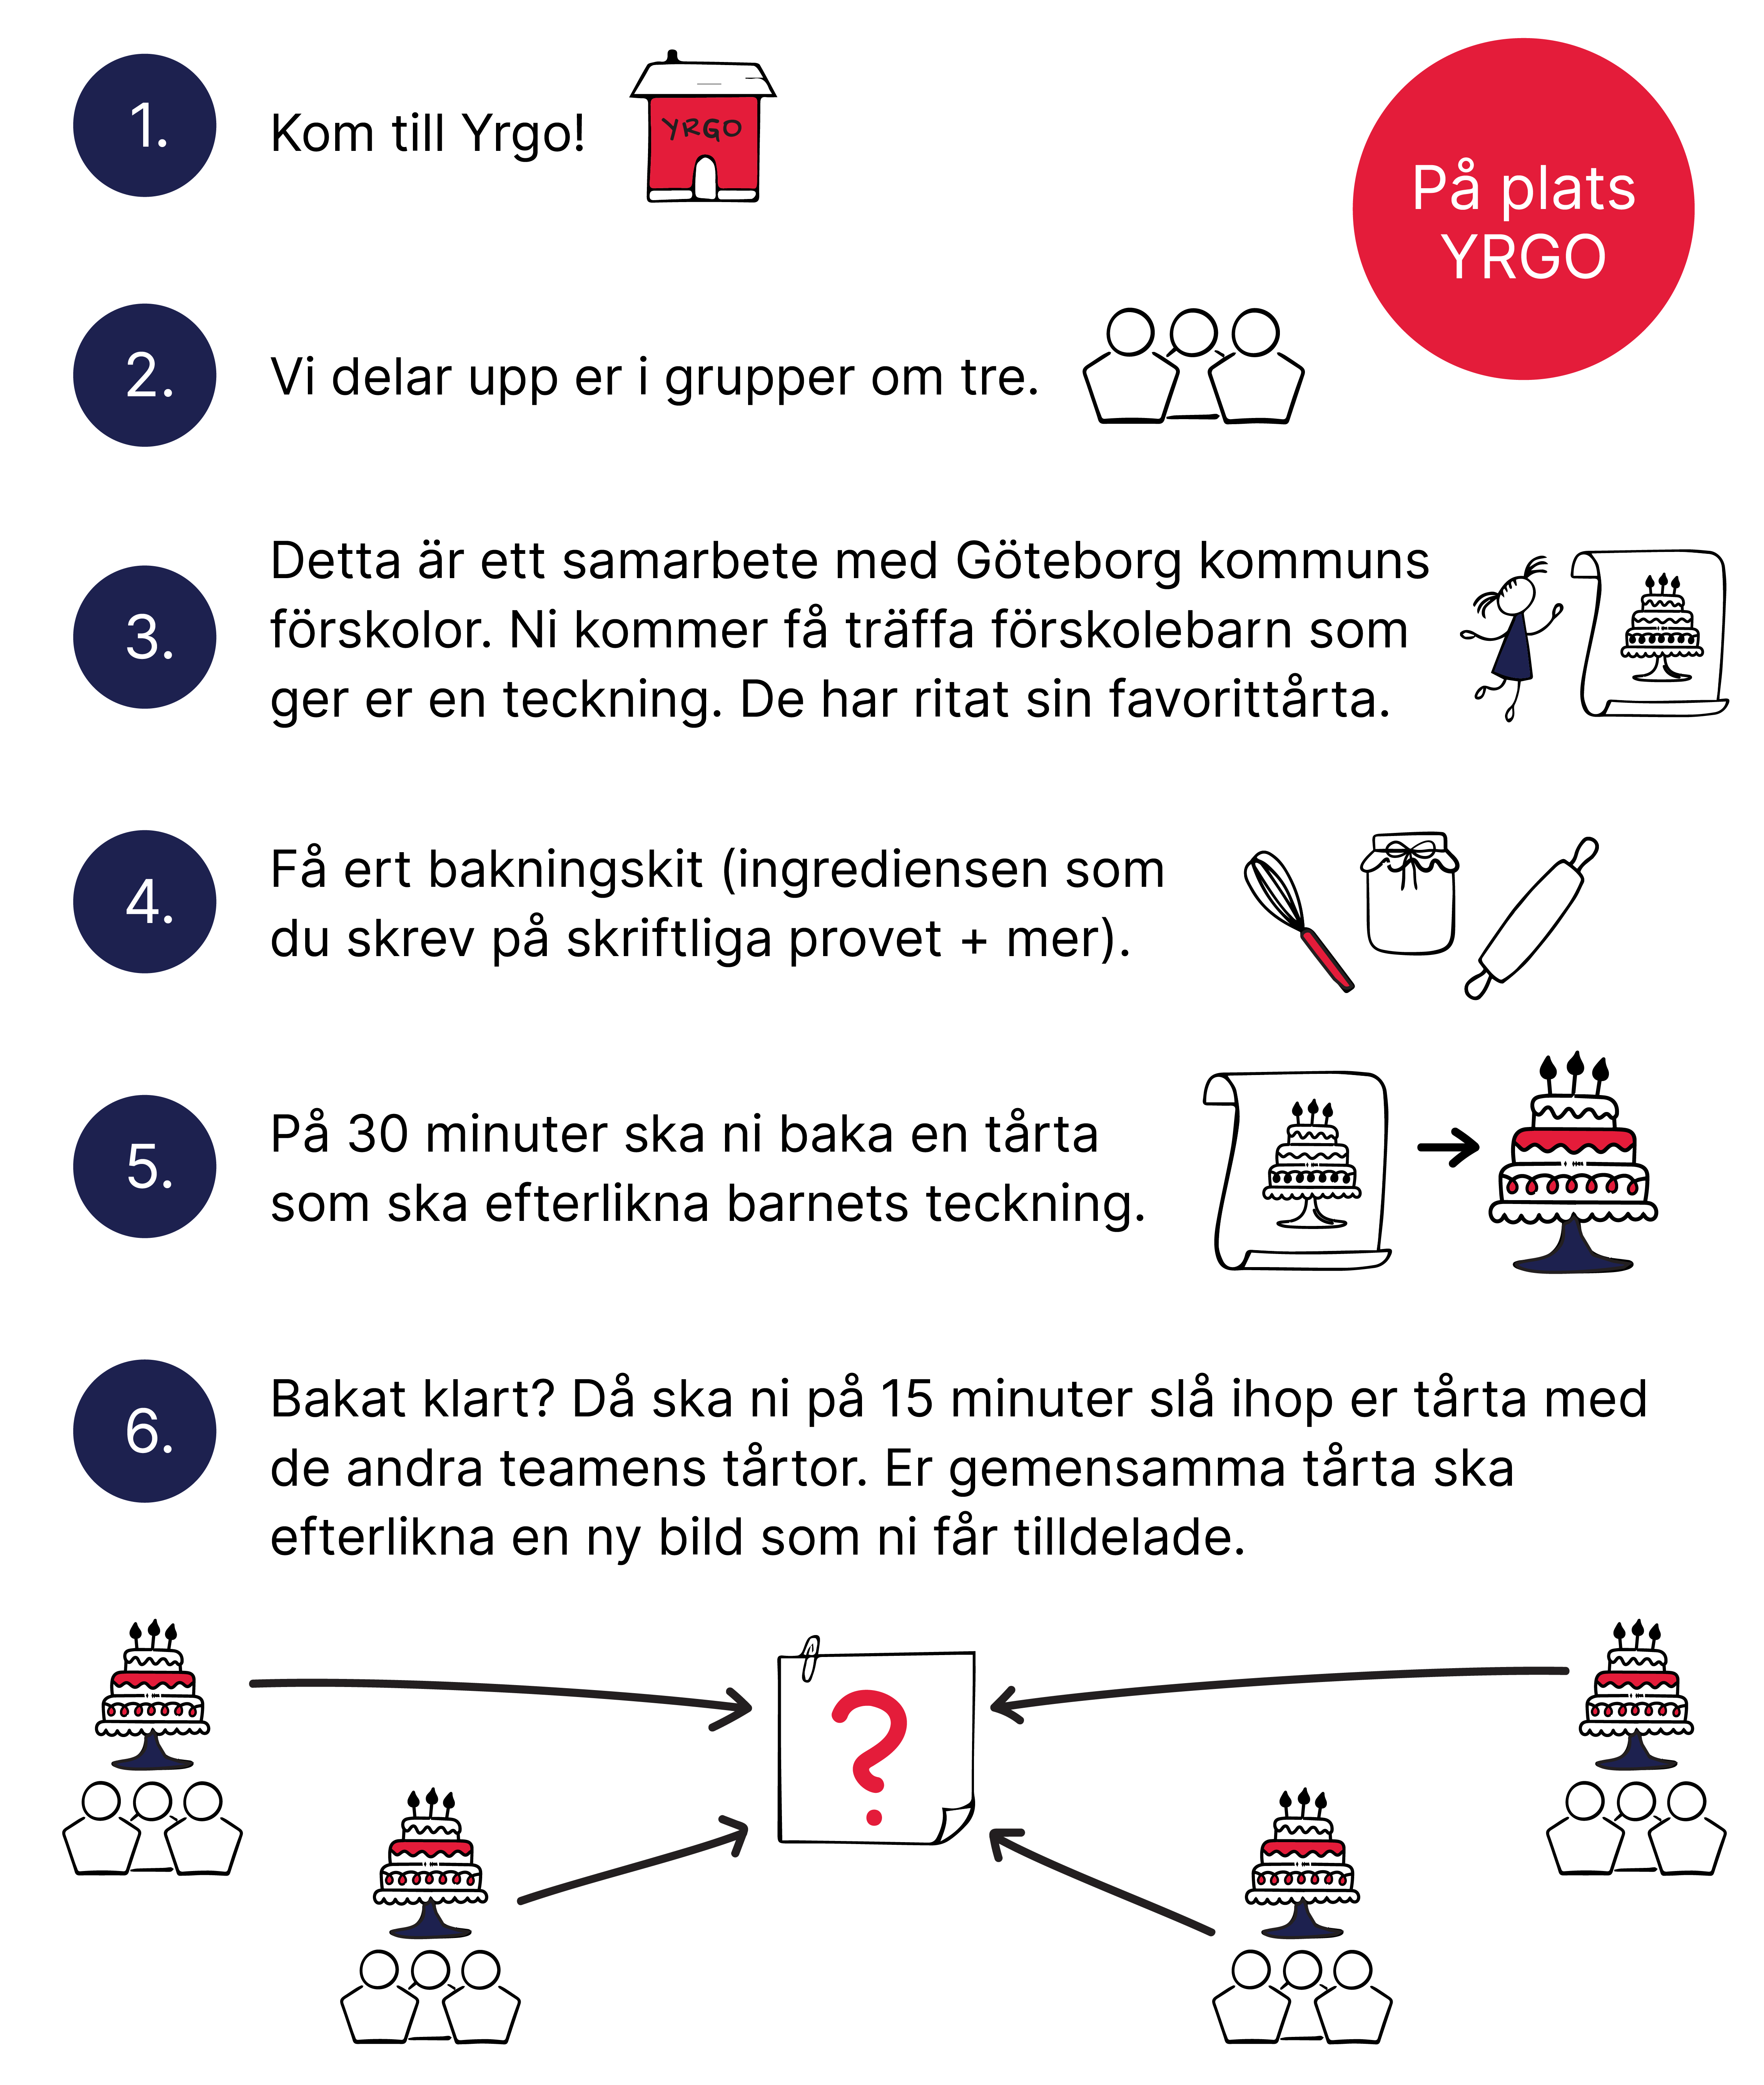 1.
Kom till Yrgo!
YRGO
På plats
YRGO
2.
Vi delar upp er i grupper om tre.
3.
Detta är ett samarbete med Göteborg kommuns
förskolor. Ni kommer få träffa förskolebarn som
ger er en teckning. De har ritat sin favorittårta.
4.
Få ert bakningskit (ingrediensen som
du skrev på skriftliga provet + mer).
5.
På 30 minuter ska ni baka en tårta
som ska efterlikna barnets teckning.
6.
Bakat klart? Då ska ni på 15 minuter slå ihop er tårta med
de andra teamens tårtor. Er gemensamma tårta ska
efterlikna en ny bild som ni får tilldelade.
?